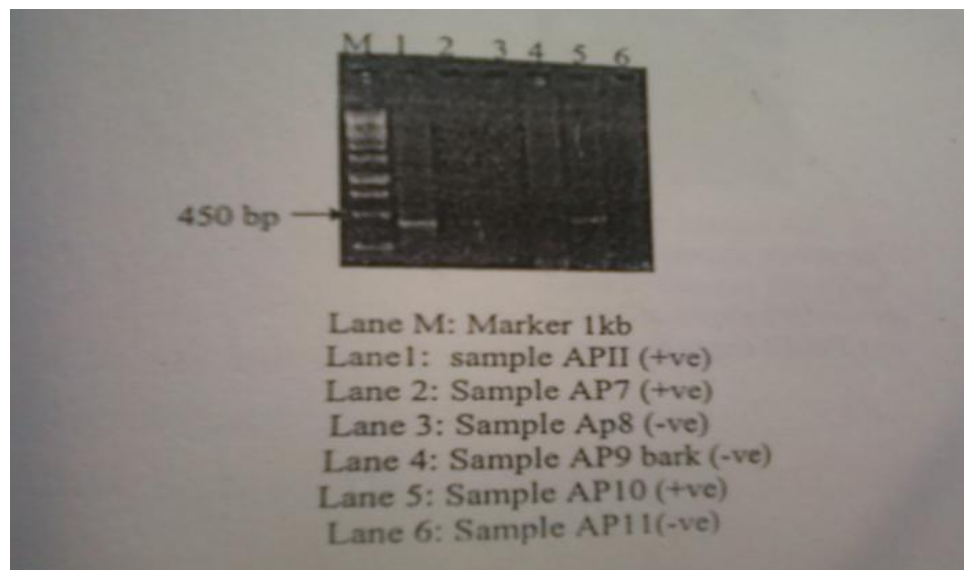 M 1 2 3 4 5 6
450 bp
Lane M: Marker 1kb
Lane1: sample APII (+ve)
Lane 2: Sample AP7 (+ve)
Lane 3: Sample Ap8 (-ve)
Lane 4: Sample AP9 bark (-ve)
Lane 5: Sample AP10 (+ve)
Lane 6: Sample AP11(-ve)